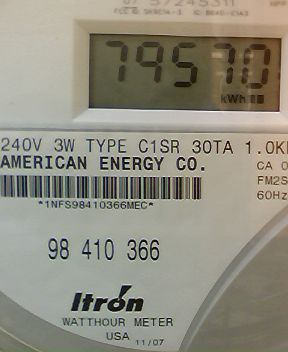 79570
kWh
240V 3W TYPE C1SR 30TA 1.0K
AMERICAN ENERGY CO.
CA 0
FM2S
60Hz
*1NFS98410366MEC*
98 410 366
Itron
WATTHOUR METER
USA 11/07